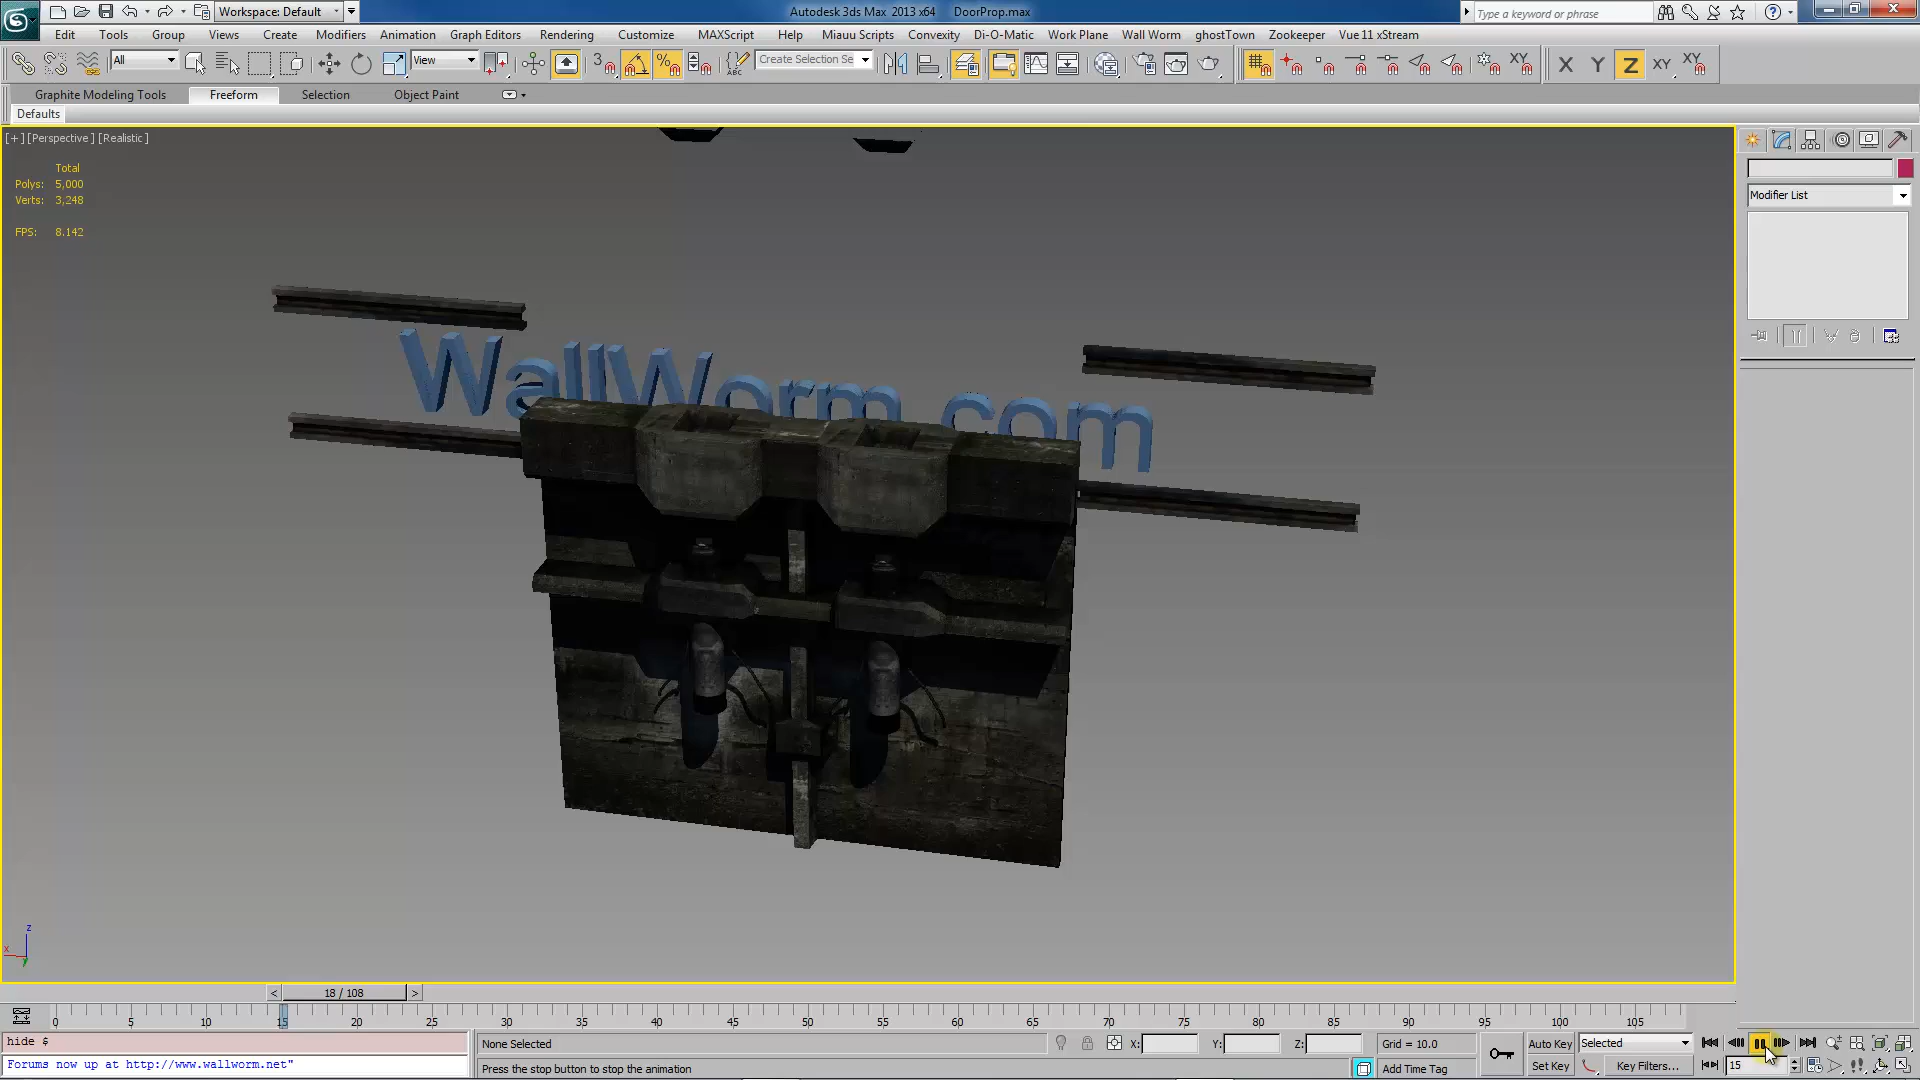 Workspace: Default
Autodesk 3ds Max 2013 x64 DoorProp.max
Type a keyword or phrase
Edit Tools Group Views Create Modifiers Animation Graph Editors Rendering Customize MAXScript Help Miauu Scripts Convexity Di-O-Matic Work Plane Wall Worm ghostTown Zookeeper Vue 11 xStream
All View 3 ABC Create Selection Se X Y Z XY XY
Graphite Modeling Tools Freeform Selection Object Paint
Defaults
[+] [Perspective] [Realistic]
Total
Polys: 5,000
Verts: 3,248
FPS: 8.142
Modifier List
WallWorm.com
z
x
y
< 18 / 108 >
0 5 10 15 20 25 30 35 40 45 50 55 60 65 70 75 80 85 90 95 100 105
hide $
None Selected X: Y: Z: Grid = 10.0 Auto Key Selected
Forums now up at http://www.wallworm.net"
Press the stop button to stop the animation Add Time Tag Set Key Key Filters... 15